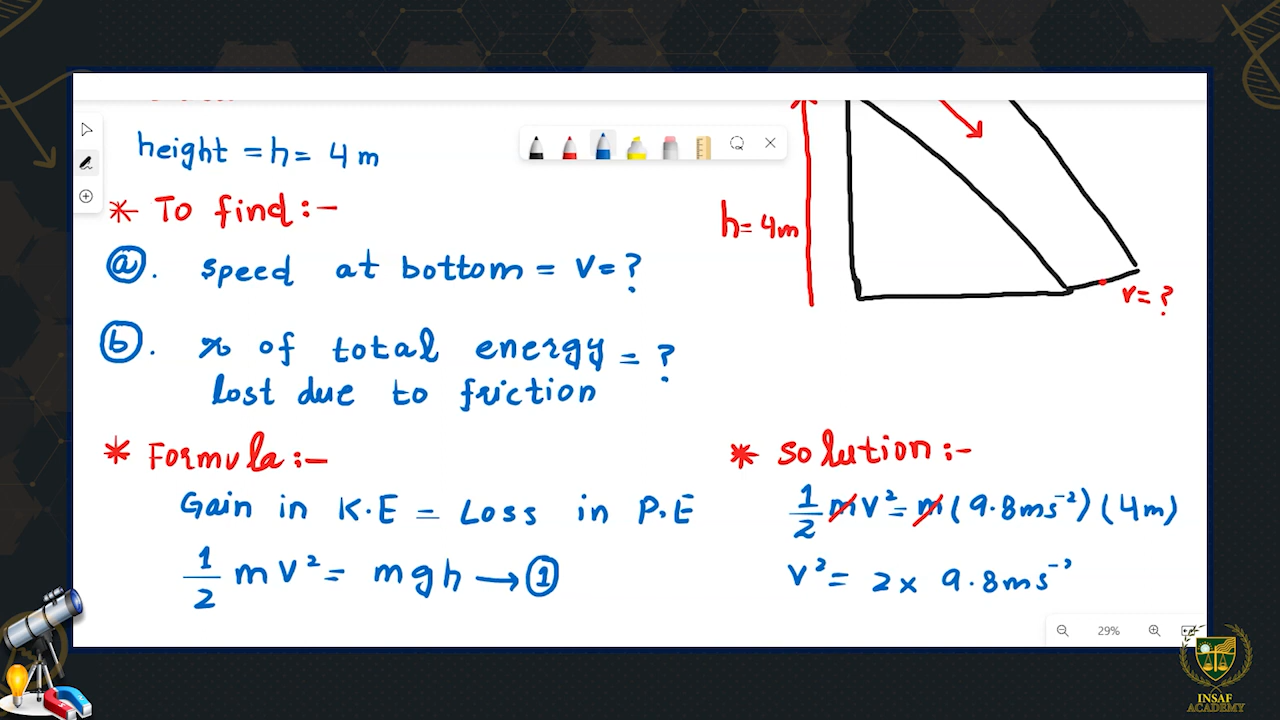 height = h = 4 m
* To find :-
ⓐ. speed at bottom = v = ?
ⓑ. % of total energy = ?
lost due to friction
* Formula :-
Gain in K.E = Loss in P.E
1/2 mv² = mgh → ①
h = 4m
v = ?
* Solution :-
1/2 mv² = m (9.8ms⁻²) (4m)
v² = 2 × 9.8ms⁻²
29%
INSAF
ACADEMY